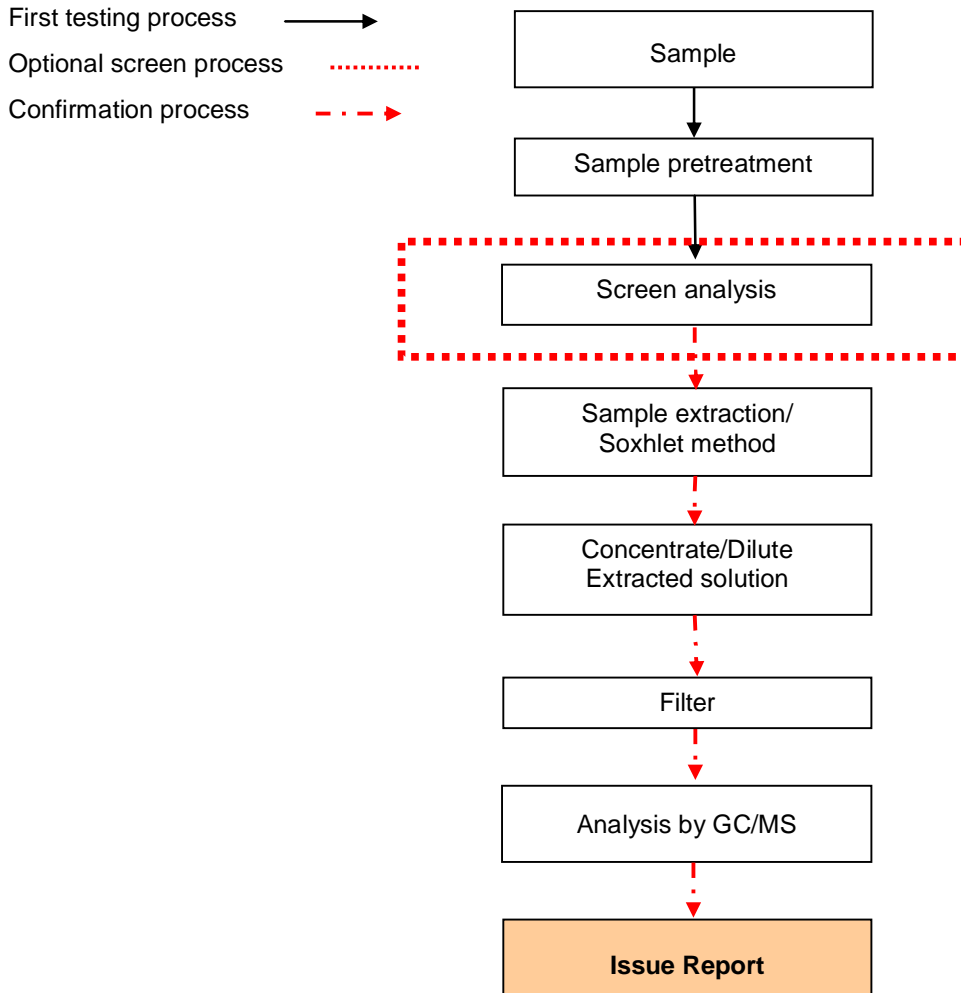 First testing process
Optional screen process
Confirmation process
Sample
Sample pretreatment
Screen analysis
Sample extraction/
Soxhlet method
Concentrate/Dilute
Extracted solution
Filter
Analysis by GC/MS
Issue Report